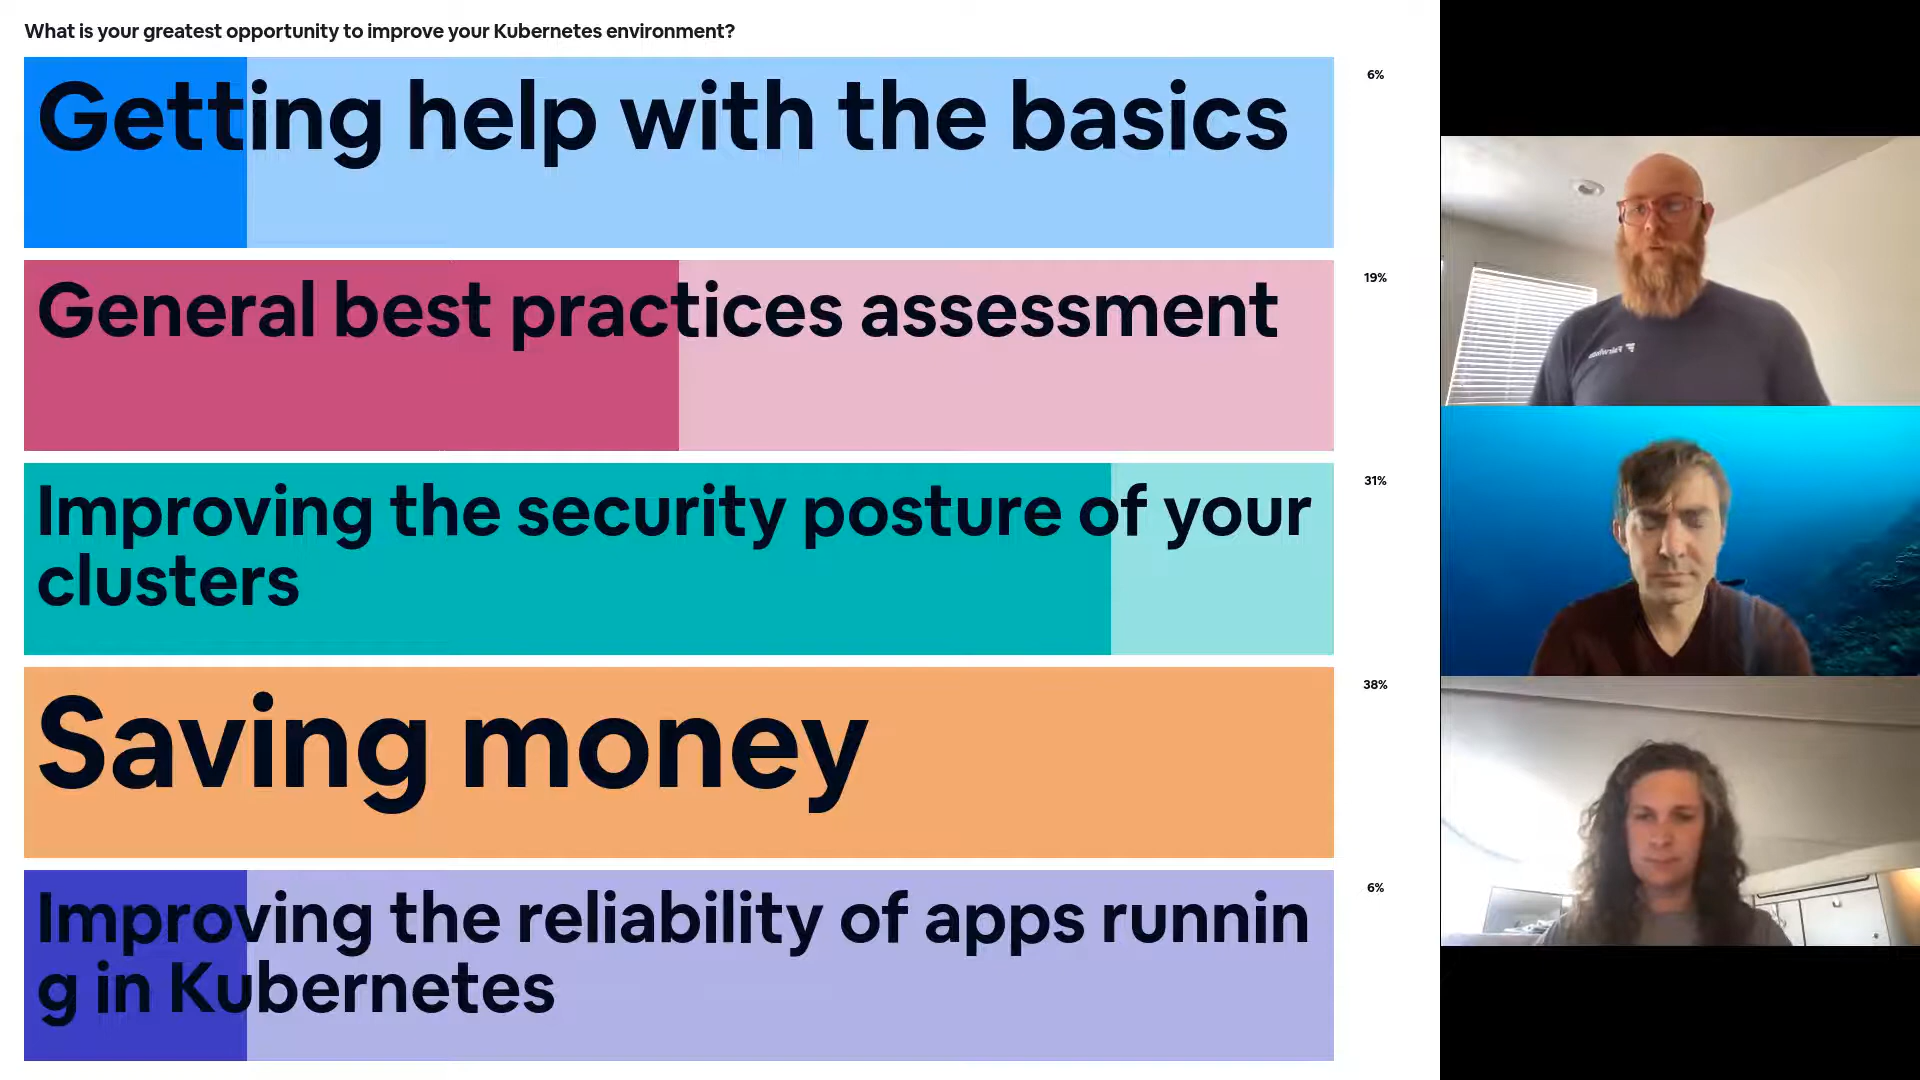 What is your greatest opportunity to improve your Kubernetes environment?
Getting help with the basics
6%
General best practices assessment
19%
Improving the security posture of your
clusters
31%
Saving money
38%
Improving the reliability of apps runnin
g in Kubernetes
6%